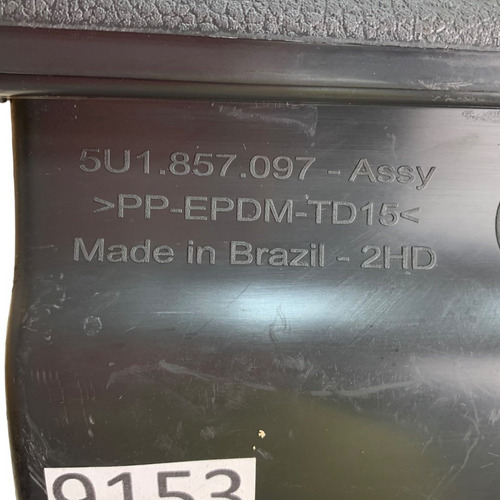 5U1.857.097 - Assy
>PP-EPDM-TD15<
Made in Brazil - 2HD
9153